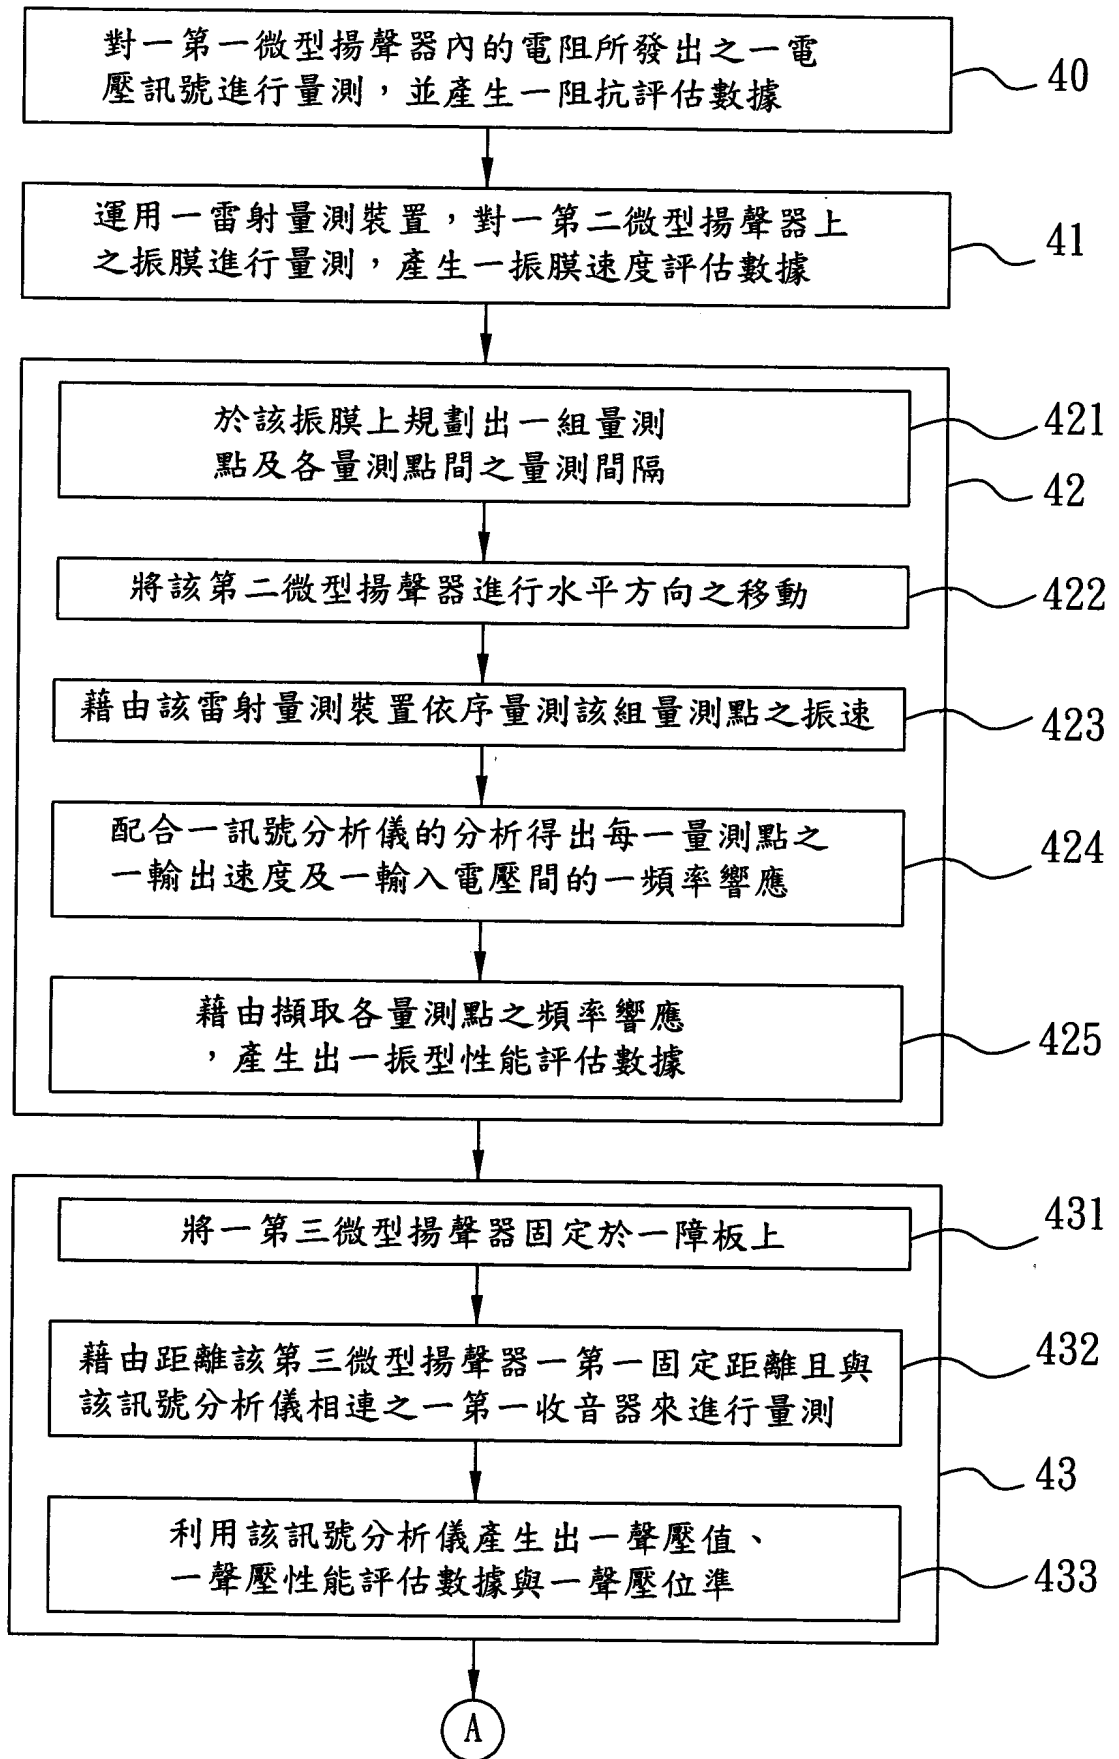 對一第一微型揚聲器內的電阻所發出之一電
壓訊號進行量測，並產生一阻抗評估數據
40
運用一雷射量測裝置，對一第二微型揚聲器上
之振膜進行量測，產生一振膜速度評估數據
41
於該振膜上規劃出一組量測
點及各量測點間之量測間隔
421
42
將該第二微型揚聲器進行水平方向之移動
422
藉由該雷射量測裝置依序量測該組量測點之振速
423
配合一訊號分析儀的分析得出每一量測點之
一輸出速度及一輸入電壓間的一頻率響應
424
藉由擷取各量測點之頻率響應
，產生出一振型性能評估數據
425
將一第三微型揚聲器固定於一障板上
431
藉由距離該第三微型揚聲器一第一固定距離且與
該訊號分析儀相連之一第一收音器來進行量測
432
43
利用該訊號分析儀產生出一聲壓值、
一聲壓性能評估數據與一聲壓位準
433
A